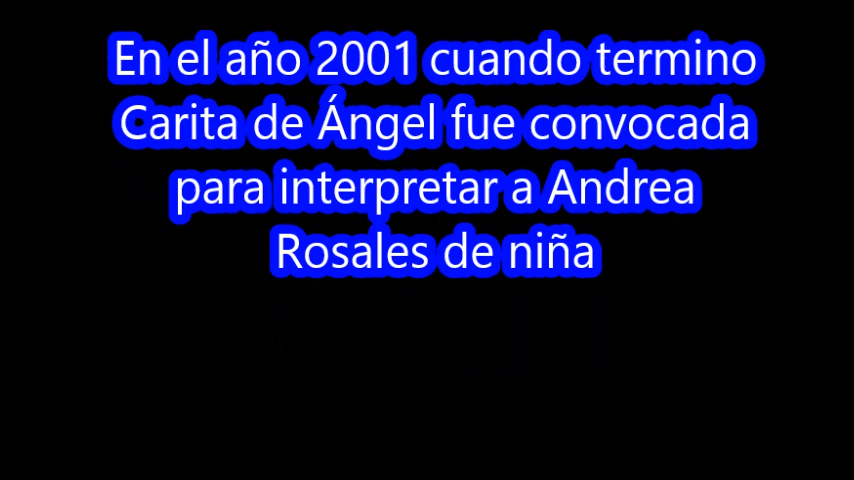 En el año 2001 cuando termino
Carita de Ángel fue convocada
para interpretar a Andrea
Rosales de niña